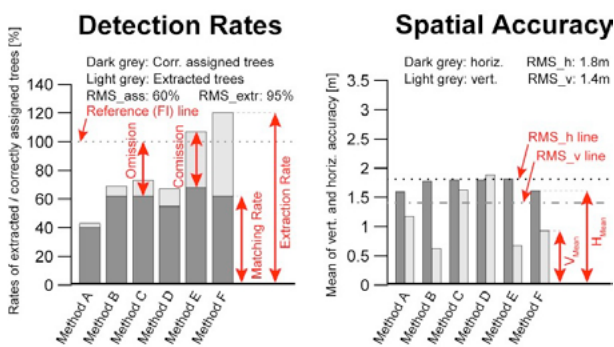 Detection Rates
Dark grey: Corr. assigned trees
Light grey: Extracted trees
RMS_ass: 60% RMS_extr: 95%
Reference (FI) line
Rates of extracted / correctly assigned trees [%]
140
120
100
80
60
40
20
0
Omission
Comission
Matching Rate
Extraction Rate
Method A
Method B
Method C
Method D
Method E
Method F
Spatial Accuracy
Dark grey: horiz. RMS_h: 1.8m
Light grey: vert. RMS_v: 1.4m
Mean of vert. and horiz. accuracy [m]
3.5
3
2.5
2
1.5
1
0.5
0
RMS_h line
RMS_v line
V_Mean
H_Mean
Method A
Method B
Method C
Method D
Method E
Method F